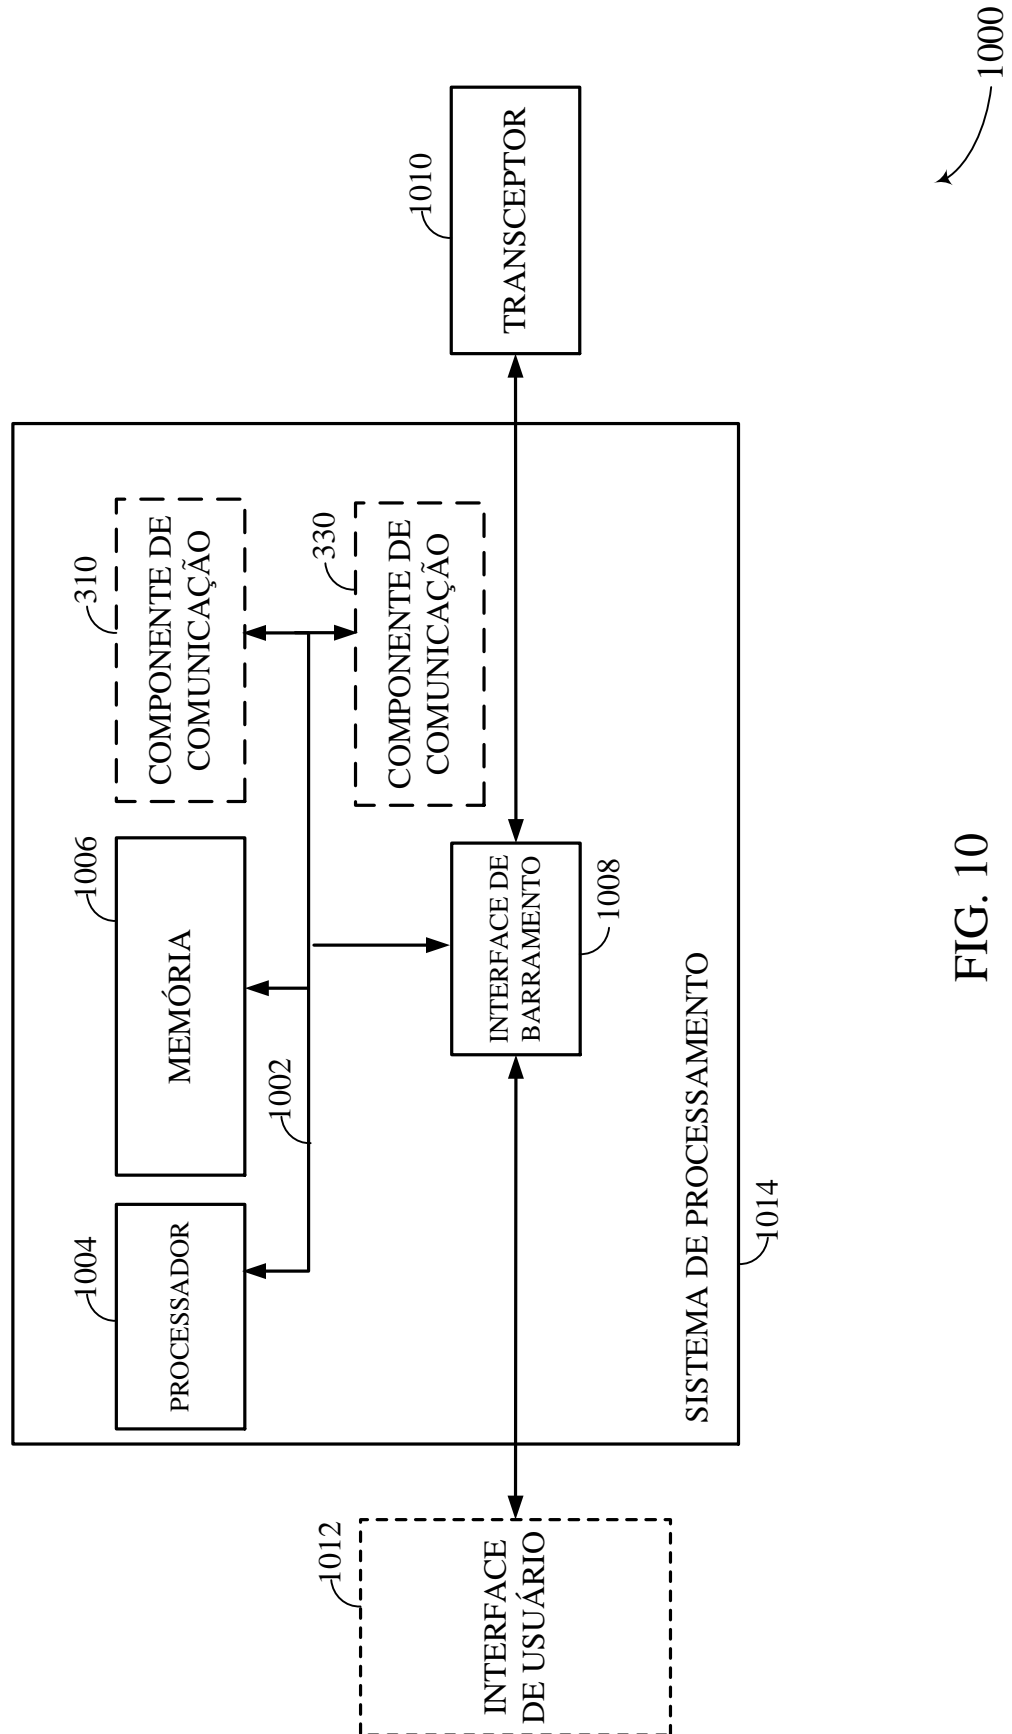 1004
PROCESSADOR
1006
MEMÓRIA
310
COMPONENTE DE
COMUNICAÇÃO
1002
330
COMPONENTE DE
COMUNICAÇÃO
1012
INTERFACE
DE USUÁRIO
INTERFACE DE
BARRAMENTO
1008
1010
TRANSCEPTOR
SISTEMA DE PROCESSAMENTO
1014
FIG. 10
1000